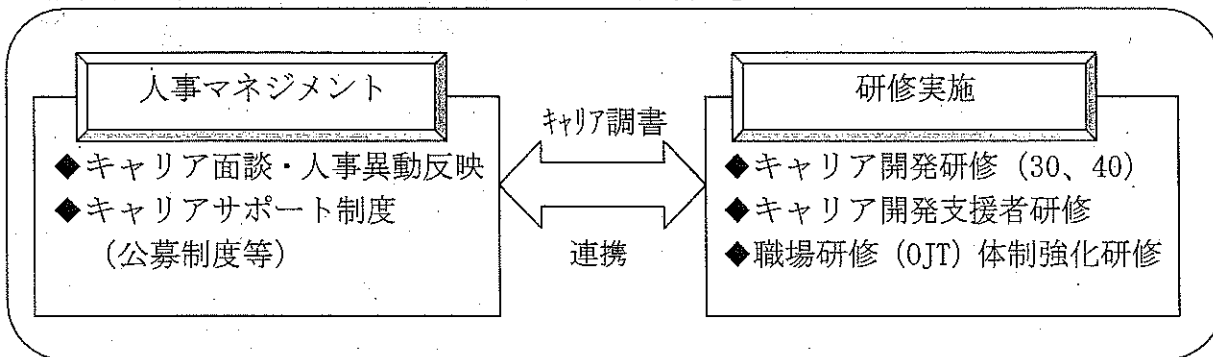 人事マネジメント
◆キャリア面談・人事異動反映
◆キャリアサポート制度
(公募制度等)
ｷｬﾘｱ調書
連携
研修実施
◆キャリア開発研修（30、40）
◆キャリア開発支援者研修
◆職場研修（OJT）体制強化研修